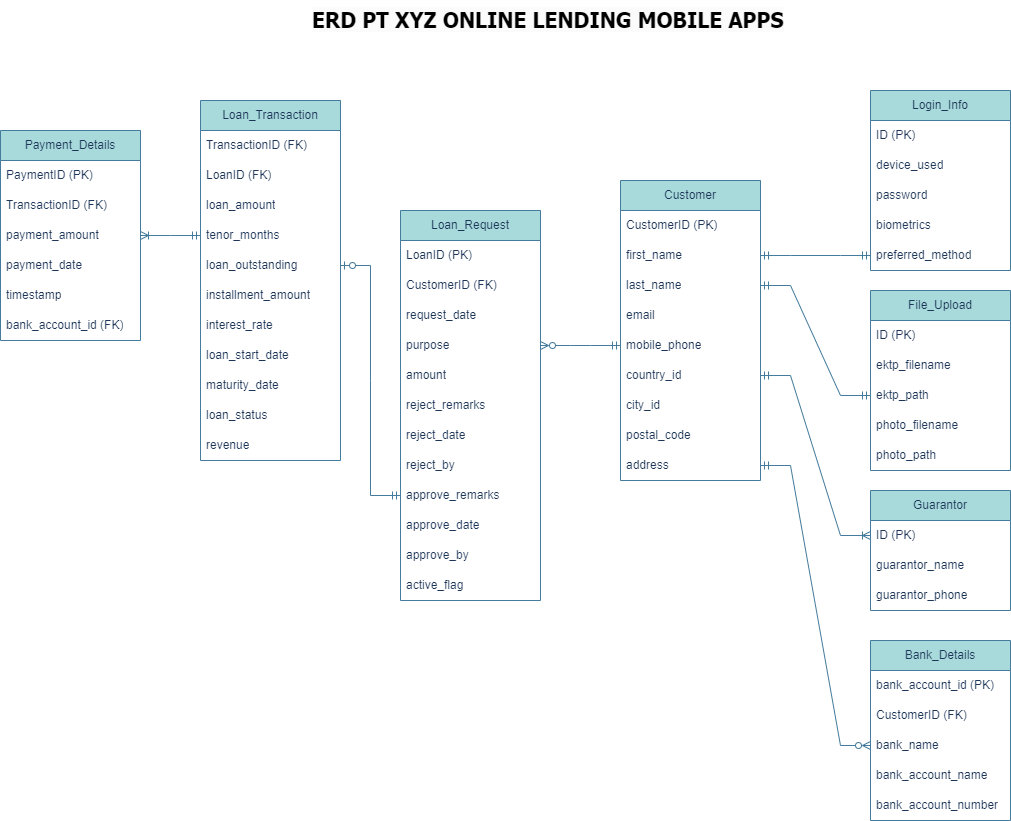 ERD PT XYZ ONLINE LENDING MOBILE APPS
Payment_Details
PaymentID (PK)
TransactionID (FK)
payment_amount
payment_date
timestamp
bank_account_id (FK)
Loan_Transaction
TransactionID (FK)
LoanID (FK)
loan_amount
tenor_months
loan_outstanding
installment_amount
interest_rate
loan_start_date
maturity_date
loan_status
revenue
Loan_Request
LoanID (PK)
CustomerID (FK)
request_date
purpose
amount
reject_remarks
reject_date
reject_by
approve_remarks
approve_date
approve_by
active_flag
Customer
CustomerID (PK)
first_name
last_name
email
mobile_phone
country_id
city_id
postal_code
address
Login_Info
ID (PK)
device_used
password
biometrics
preferred_method
File_Upload
ID (PK)
ektp_filename
ektp_path
photo_filename
photo_path
Guarantor
ID (PK)
guarantor_name
guarantor_phone
Bank_Details
bank_account_id (PK)
CustomerID (FK)
bank_name
bank_account_name
bank_account_number